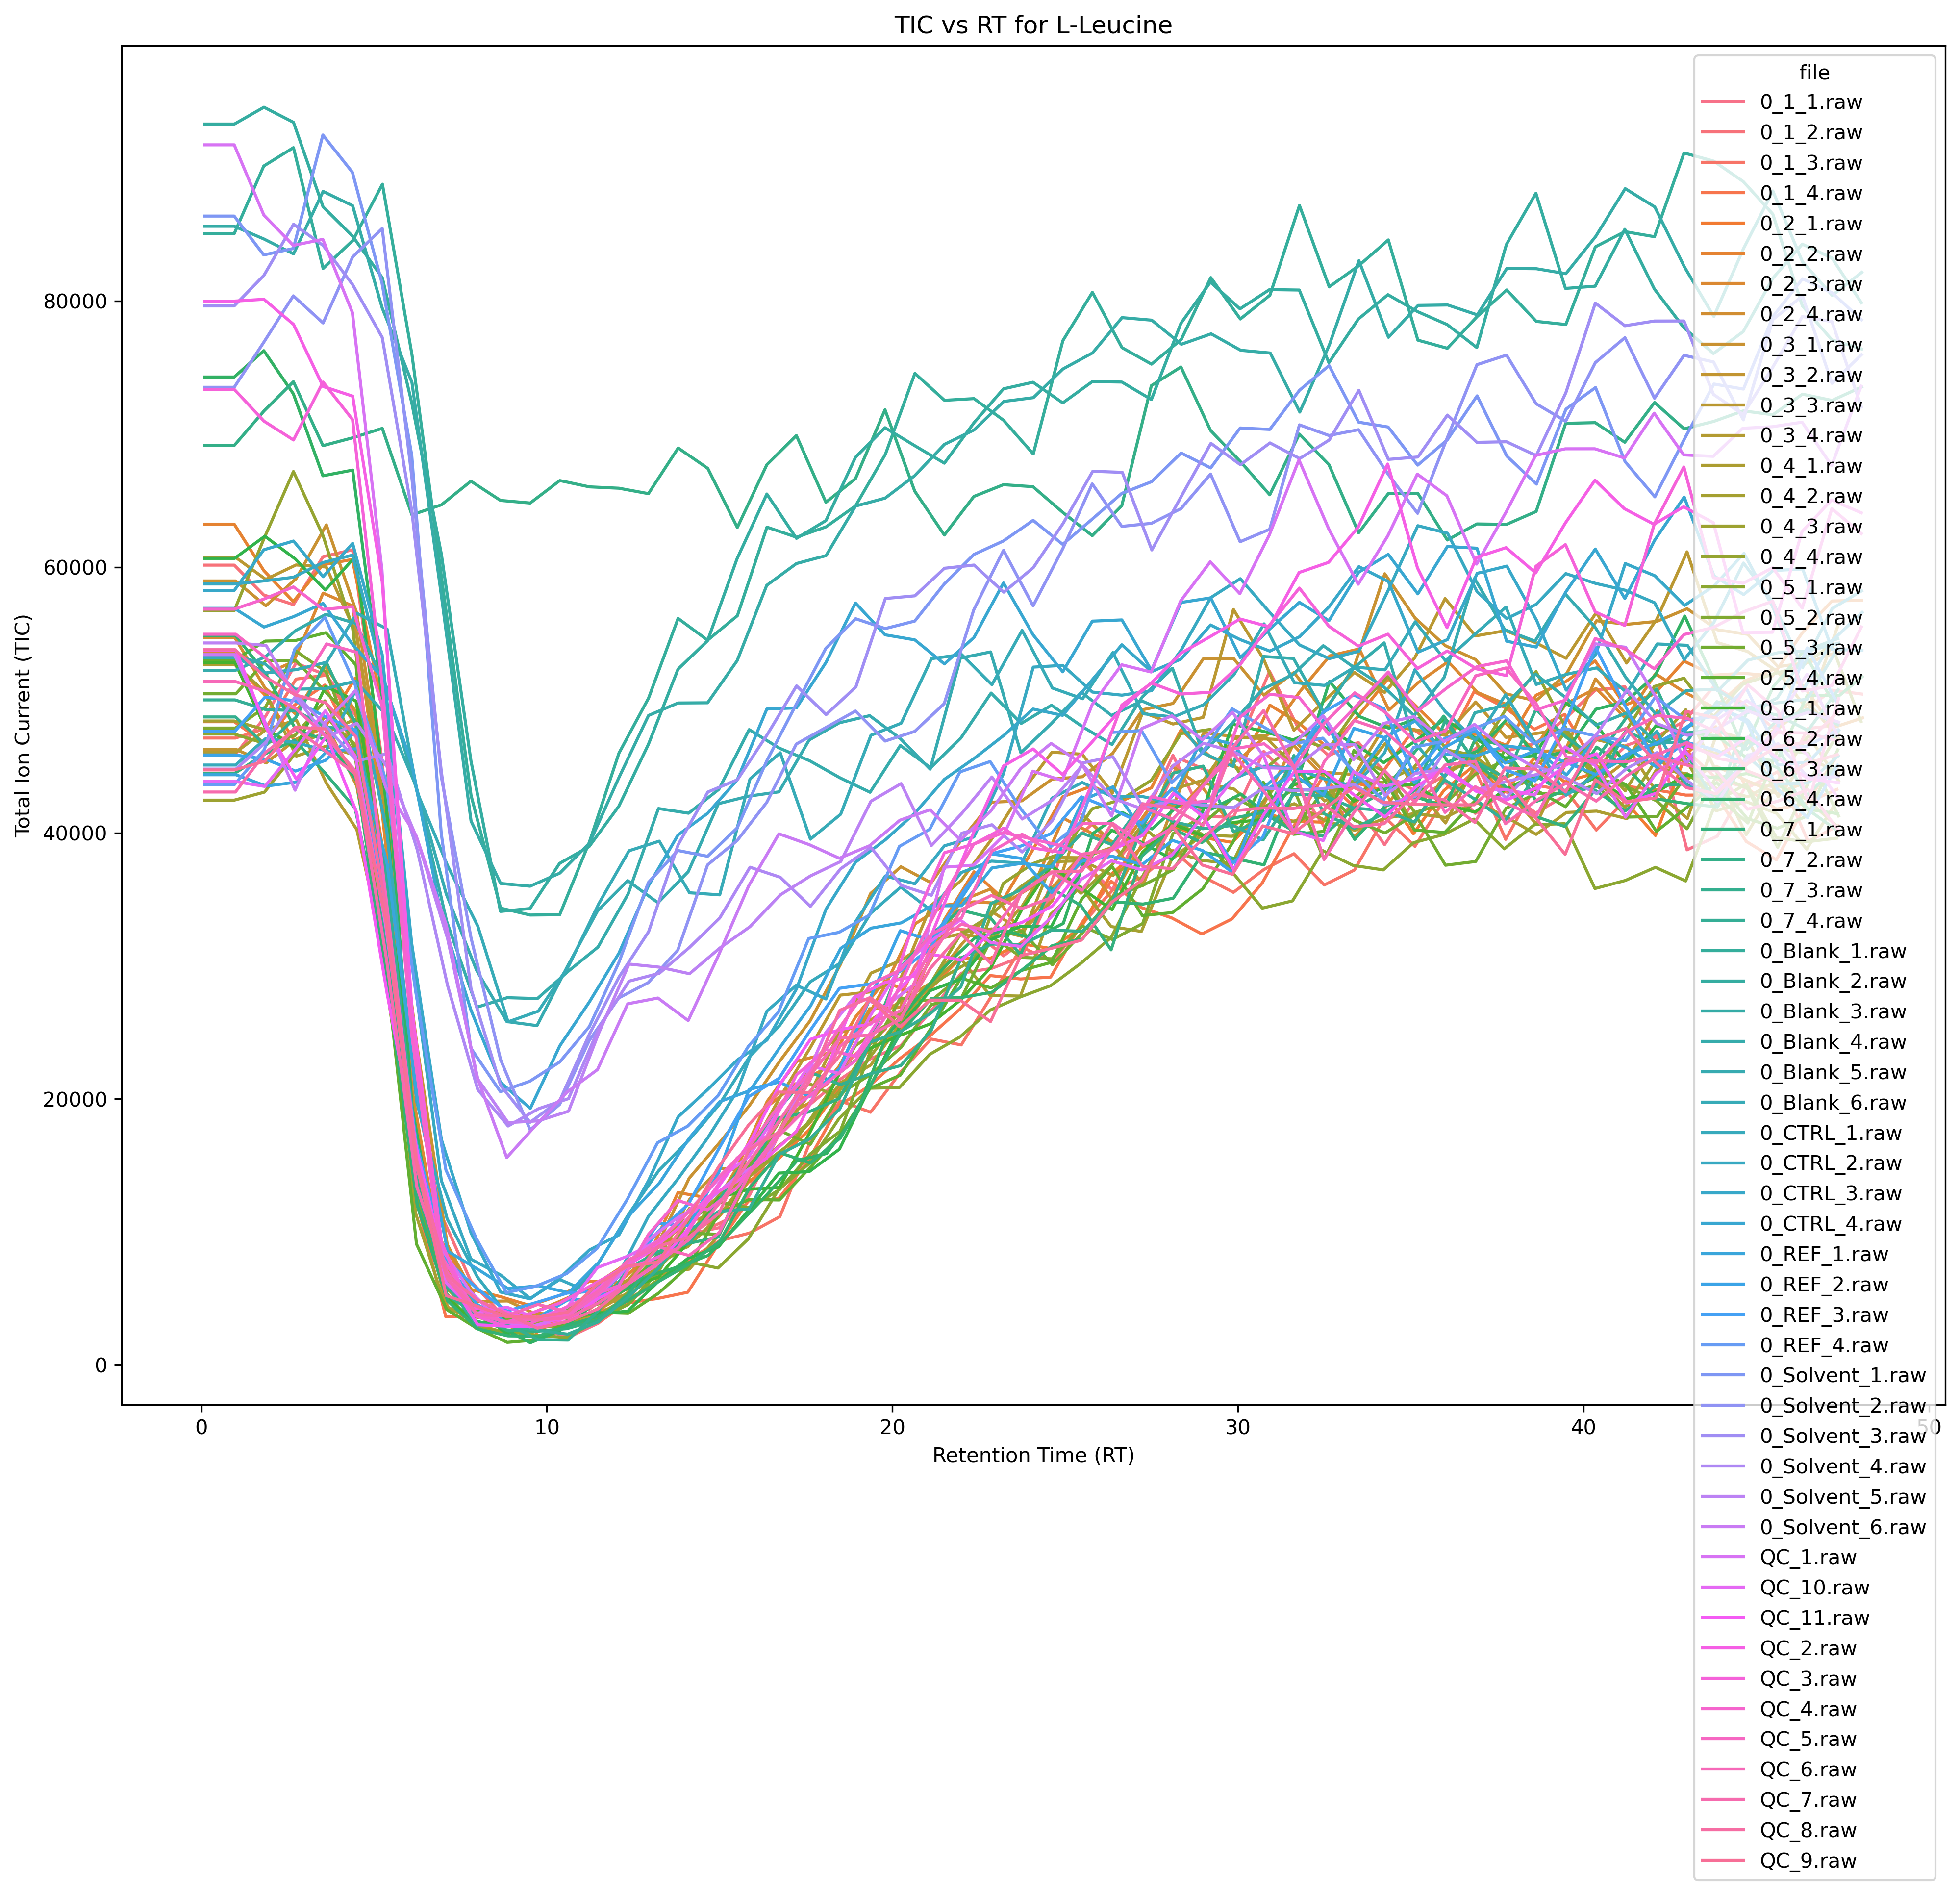 TIC vs RT for L-Leucine
Total Ion Current (TIC)
80000
60000
40000
20000
0
0
10
20
30
40
50
Retention Time (RT)
file
0_1_1.raw
0_1_2.raw
0_1_3.raw
0_1_4.raw
0_2_1.raw
0_2_2.raw
0_2_3.raw
0_2_4.raw
0_3_1.raw
0_3_2.raw
0_3_3.raw
0_3_4.raw
0_4_1.raw
0_4_2.raw
0_4_3.raw
0_4_4.raw
0_5_1.raw
0_5_2.raw
0_5_3.raw
0_5_4.raw
0_6_1.raw
0_6_2.raw
0_6_3.raw
0_6_4.raw
0_7_1.raw
0_7_2.raw
0_7_3.raw
0_7_4.raw
0_Blank_1.raw
0_Blank_2.raw
0_Blank_3.raw
0_Blank_4.raw
0_Blank_5.raw
0_Blank_6.raw
0_CTRL_1.raw
0_CTRL_2.raw
0_CTRL_3.raw
0_CTRL_4.raw
0_REF_1.raw
0_REF_2.raw
0_REF_3.raw
0_REF_4.raw
0_Solvent_1.raw
0_Solvent_2.raw
0_Solvent_3.raw
0_Solvent_4.raw
0_Solvent_5.raw
0_Solvent_6.raw
QC_1.raw
QC_10.raw
QC_11.raw
QC_2.raw
QC_3.raw
QC_4.raw
QC_5.raw
QC_6.raw
QC_7.raw
QC_8.raw
QC_9.raw